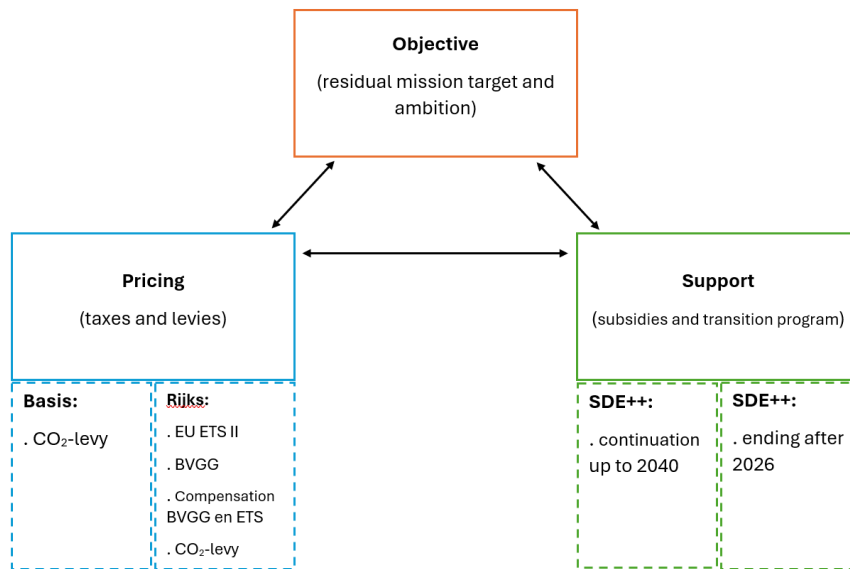 Objective
(residual mission target and
ambition)
Pricing
(taxes and levies)
Support
(subsidies and transition program)
Basis:
. CO₂-levy
Rijks:
. EU ETS II
. BVGG
. Compensation
BVGG en ETS
. CO₂-levy
SDE++:
. continuation
up to 2040
SDE++:
. ending after
2026